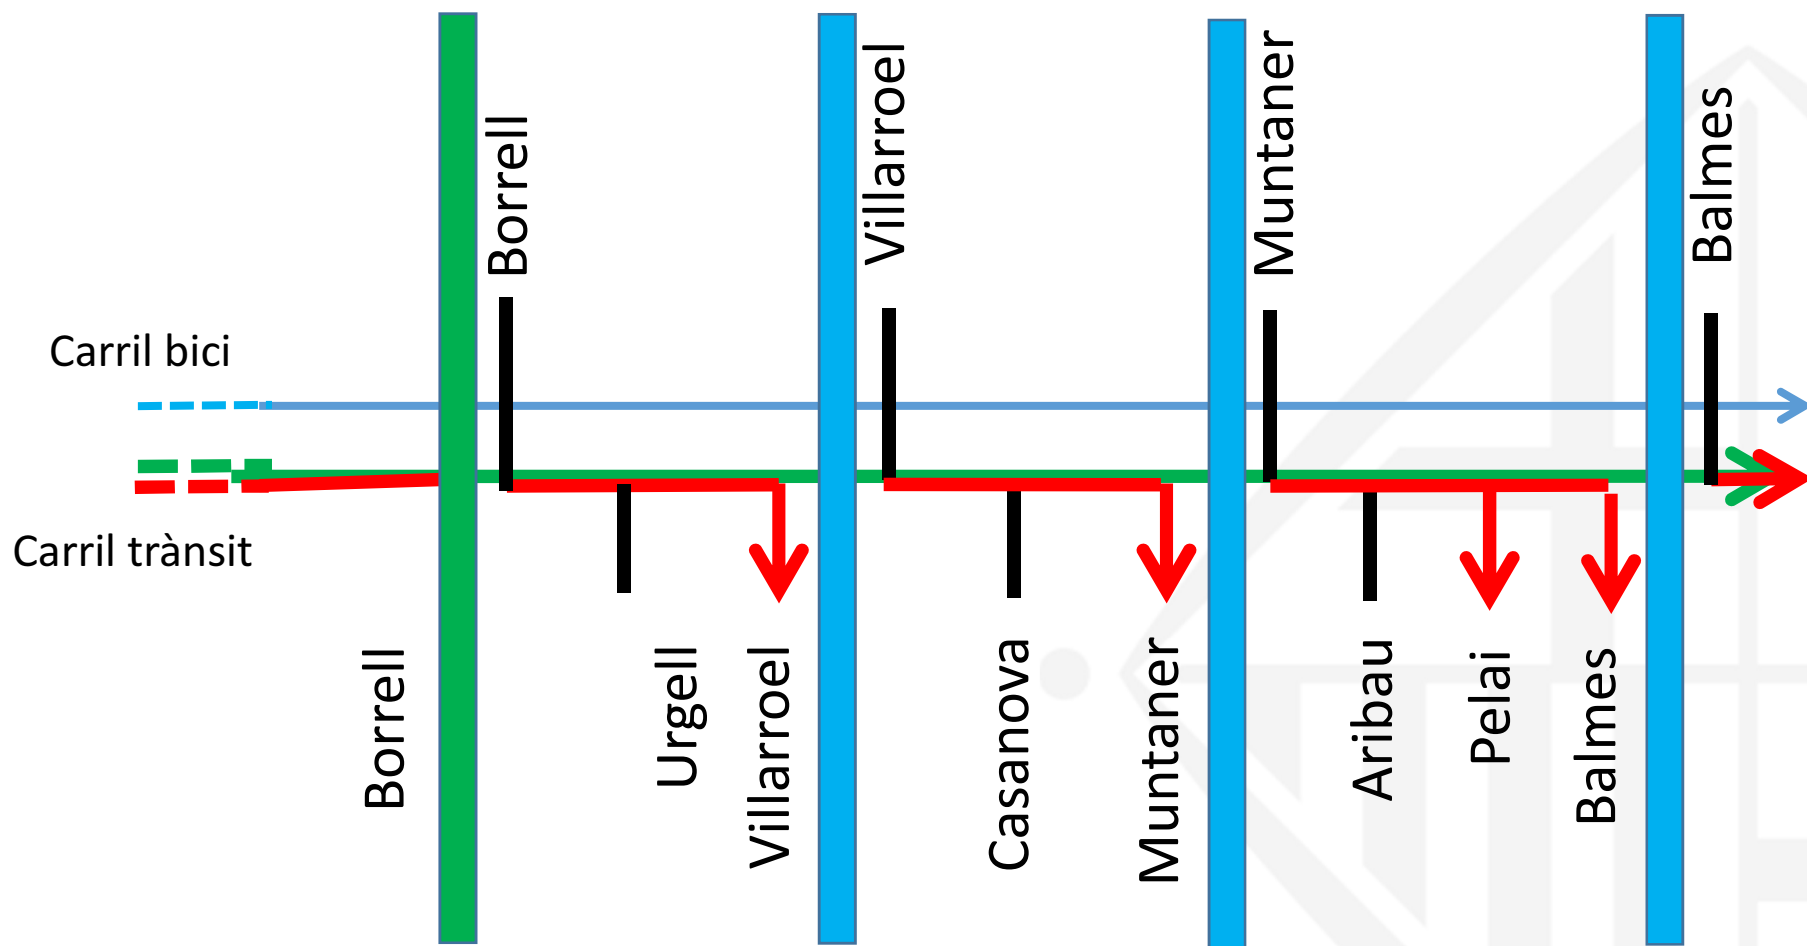 Borrell
Villarroel
Muntaner
Balmes
Carril bici
Carril trànsit
Borrell
Urgell
Villarroel
Casanova
Muntaner
Aribau
Pelai
Balmes